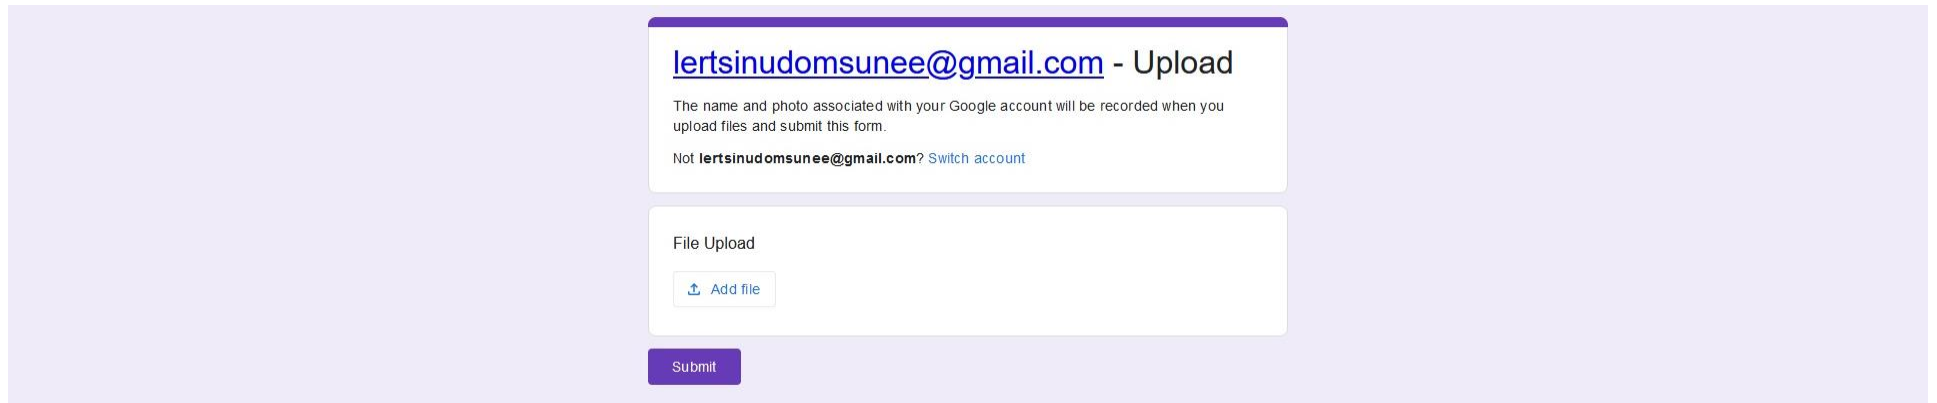 lertsinudomsunee@gmail.com - Upload
The name and photo associated with your Google account will be recorded when you
upload files and submit this form.
Not lertsinudomsunee@gmail.com? Switch account
File Upload
Add file
Submit